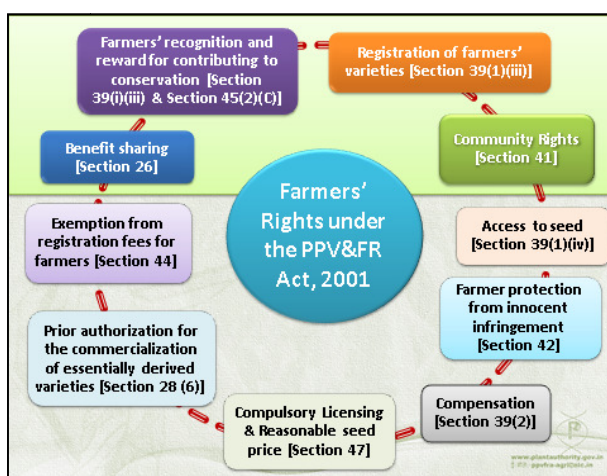 Farmers' recognition and
reward for contributing to
conservation [Section
39(i)(iii) & Section 45(2)(C)]
Registration of farmers'
varieties [Section 39(1)(iii)]
Benefit sharing
[Section 26]
Community Rights
[Section 41]
Farmers'
Rights under
the PPV&FR
Act, 2001
Exemption from
registration fees for
farmers [Section 44]
Access to seed
[Section 39(1)(iv)]
Farmer protection
from innocent
infringement
[Section 42]
Prior authorization for
the commercialization
of essentially derived
varieties [Section 28 (6)]
Compulsory Licensing
& Reasonable seed
price [Section 47]
Compensation
[Section 39(2)]
www.plantauthority.gov.in
ppvfra-agri@nic.in